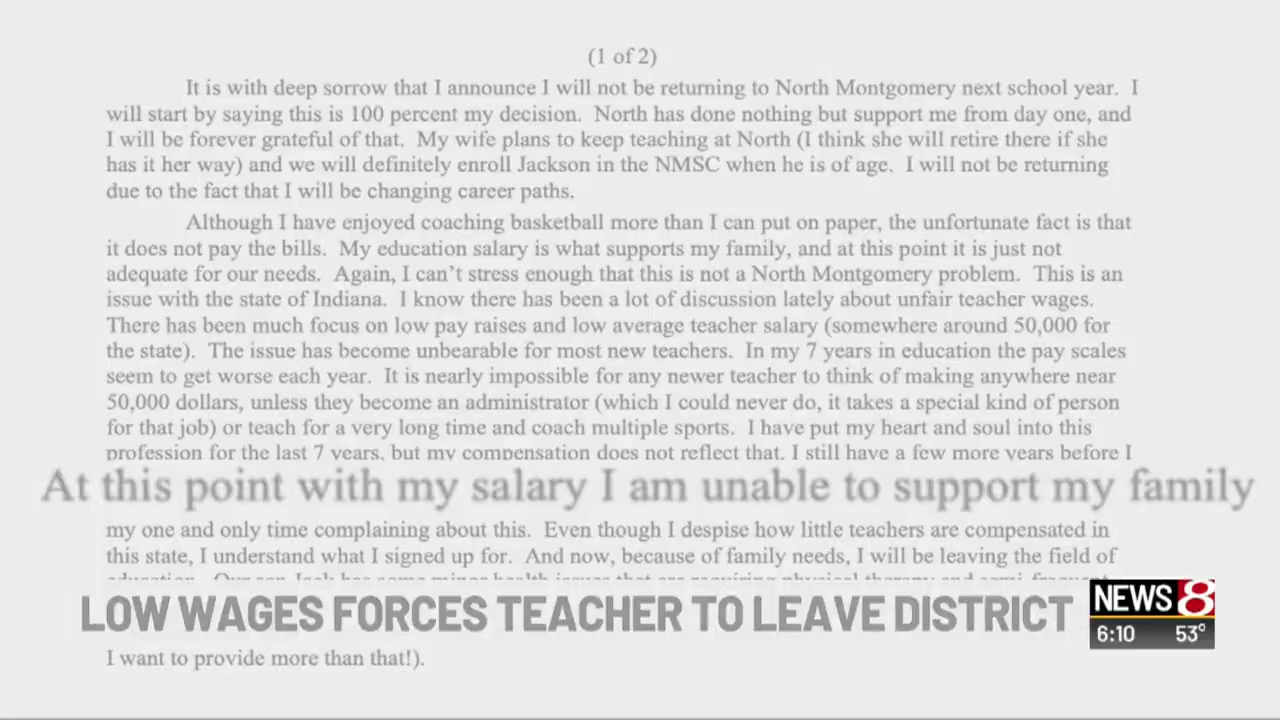 (1 of 2)
It is with deep sorrow that I announce I will not be returning to North Montgomery next school year. I
will start by saying this is 100 percent my decision. North has done nothing but support me from day one, and
I will be forever grateful of that. My wife plans to keep teaching at North (I think she will retire there if she
has it her way) and we will definitely enroll Jackson in the NMSC when he is of age. I will not be returning
due to the fact that I will be changing career paths.
Although I have enjoyed coaching basketball more than I can put on paper, the unfortunate fact is that
it does not pay the bills. My education salary is what supports my family, and at this point it is just not
adequate for our needs. Again, I can't stress enough that this is not a North Montgomery problem. This is an
issue with the state of Indiana. I know there has been a lot of discussion lately about unfair teacher wages.
There has been much focus on low pay raises and low average teacher salary (somewhere around 50,000 for
the state). The issue has become unbearable for most new teachers. In my 7 years in education the pay scales
seem to get worse each year. It is nearly impossible for any newer teacher to think of making anywhere near
50,000 dollars, unless they become an administrator (which I could never do, it takes a special kind of person
for that job) or teach for a very long time and coach multiple sports. I have put my heart and soul into this
profession for the last 7 years, but my compensation does not reflect that. I still have a few more years before I
At this point with my salary I am unable to support my family
my one and only time complaining about this. Even though I despise how little teachers are compensated in
this state, I understand what I signed up for. And now, because of family needs, I will be leaving the field of
education. Our son Jack has some minor health issues that are requiring physical therapy and semi-frequent
LOW WAGES FORCES TEACHER TO LEAVE DISTRICT
NEWS 8
6:10 53°
I want to provide more than that!).